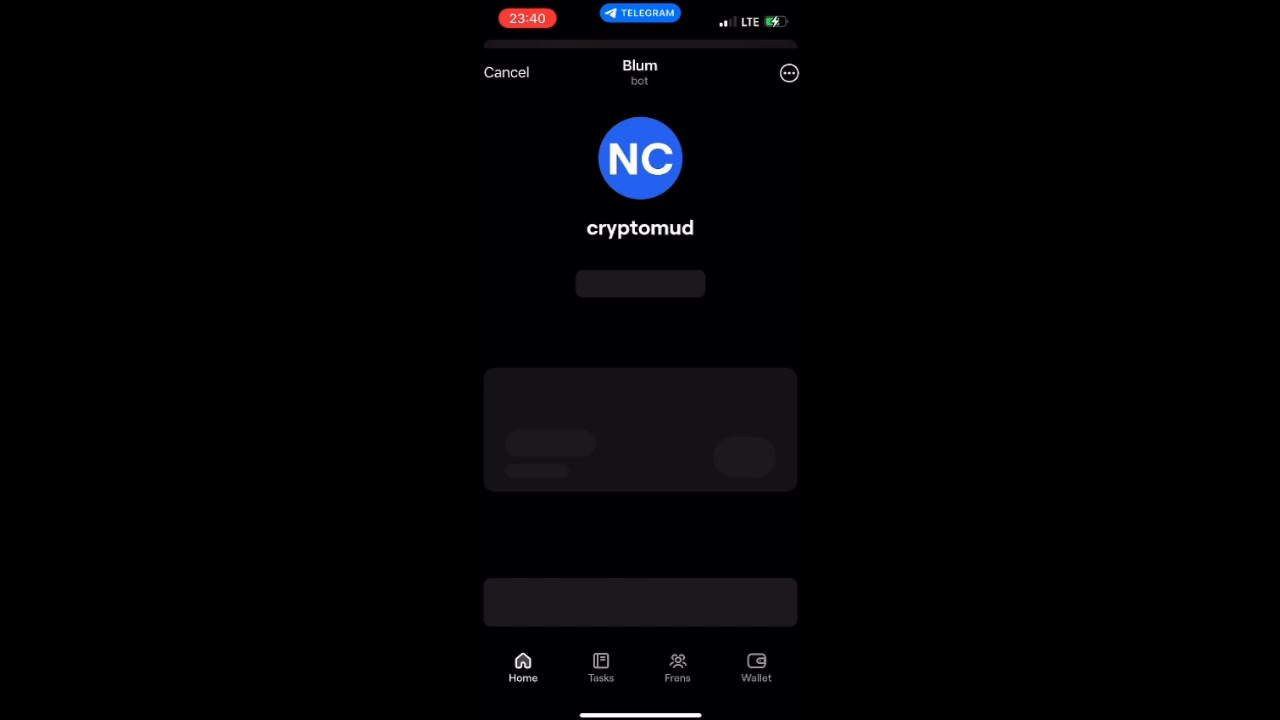 23:40
TELEGRAM
LTE
Cancel
Blum
bot
NC
cryptomud
Home
Tasks
Frens
Wallet